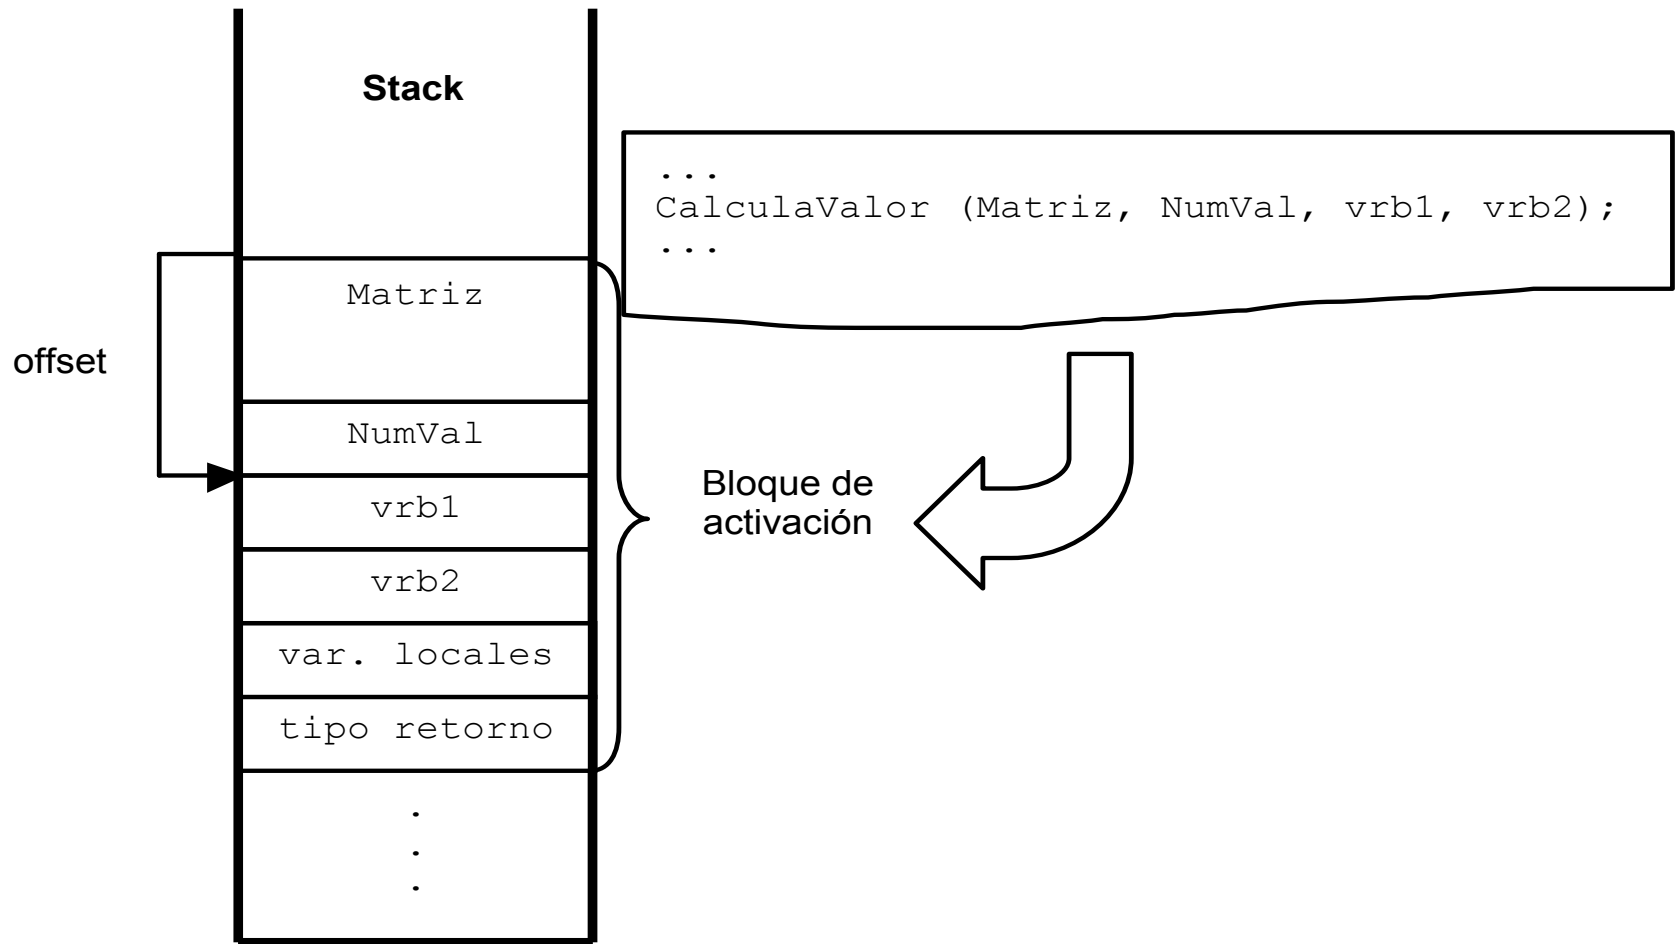 Stack
...
CalculaValor (Matriz, NumVal, vrb1, vrb2);
...
Matriz
offset
NumVal
Bloque de
activación
vrb1
vrb2
var. locales
tipo retorno
.
.
.